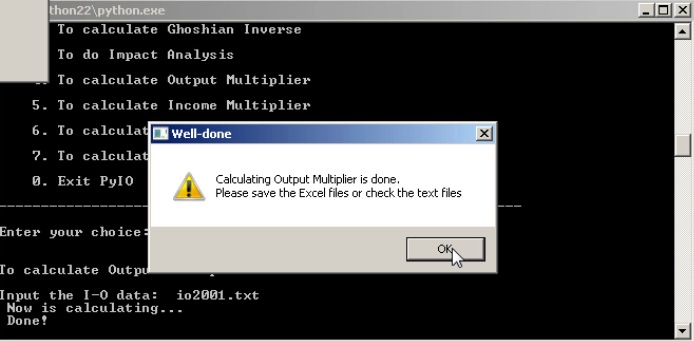 thon22\python.exe
To calculate Ghoshian Inverse
To do Impact Analysis
To calculate Output Multiplier
5. To calculate Income Multiplier
6. To calculat
7. To calculat
0. Exit PyIO
Well-done
Calculating Output Multiplier is done.
Please save the Excel files or check the text files
OK
Enter your choice:
To calculate Outpu
Input the I-O data:  io2001.txt
Now is calculating...
Done!